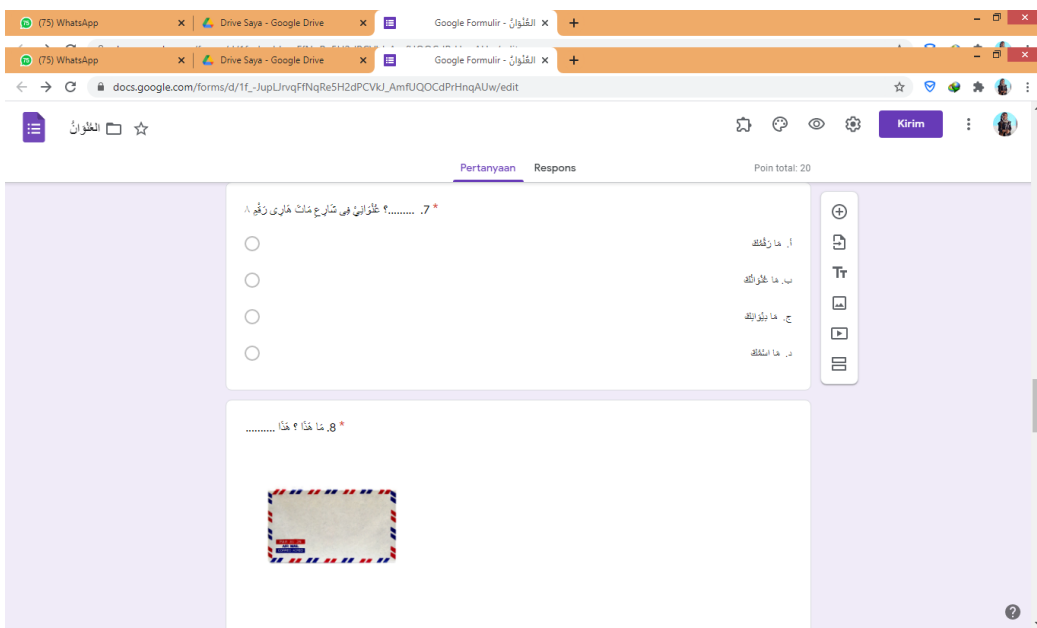 (75) WhatsApp
Drive Saya - Google Drive
العُنْوَانُ - Google Formulir
(75) WhatsApp
Drive Saya - Google Drive
العُنْوَانُ - Google Formulir
docs.google.com/forms/d/1f_-JupLJrvqFfNqRe5H2dPCVkJ_AmfUQOCdPrHnqAUw/edit
العُنْوَانُ
Kirim
Pertanyaan
Respons
Poin total: 20
7. .........؟ عُنْوَانِيْ فِى شَارِعِ مَاتَ هَارِى رَقْمِ ٨ *
أ. مَا رَقْمُكَ
ب. مَا عُنْوَانُكَ
ج. مَا بِيْوَانِكَ
د. مَا اسْمُكَ
8. مَا هَذَا ؟ هَذَا .......... *